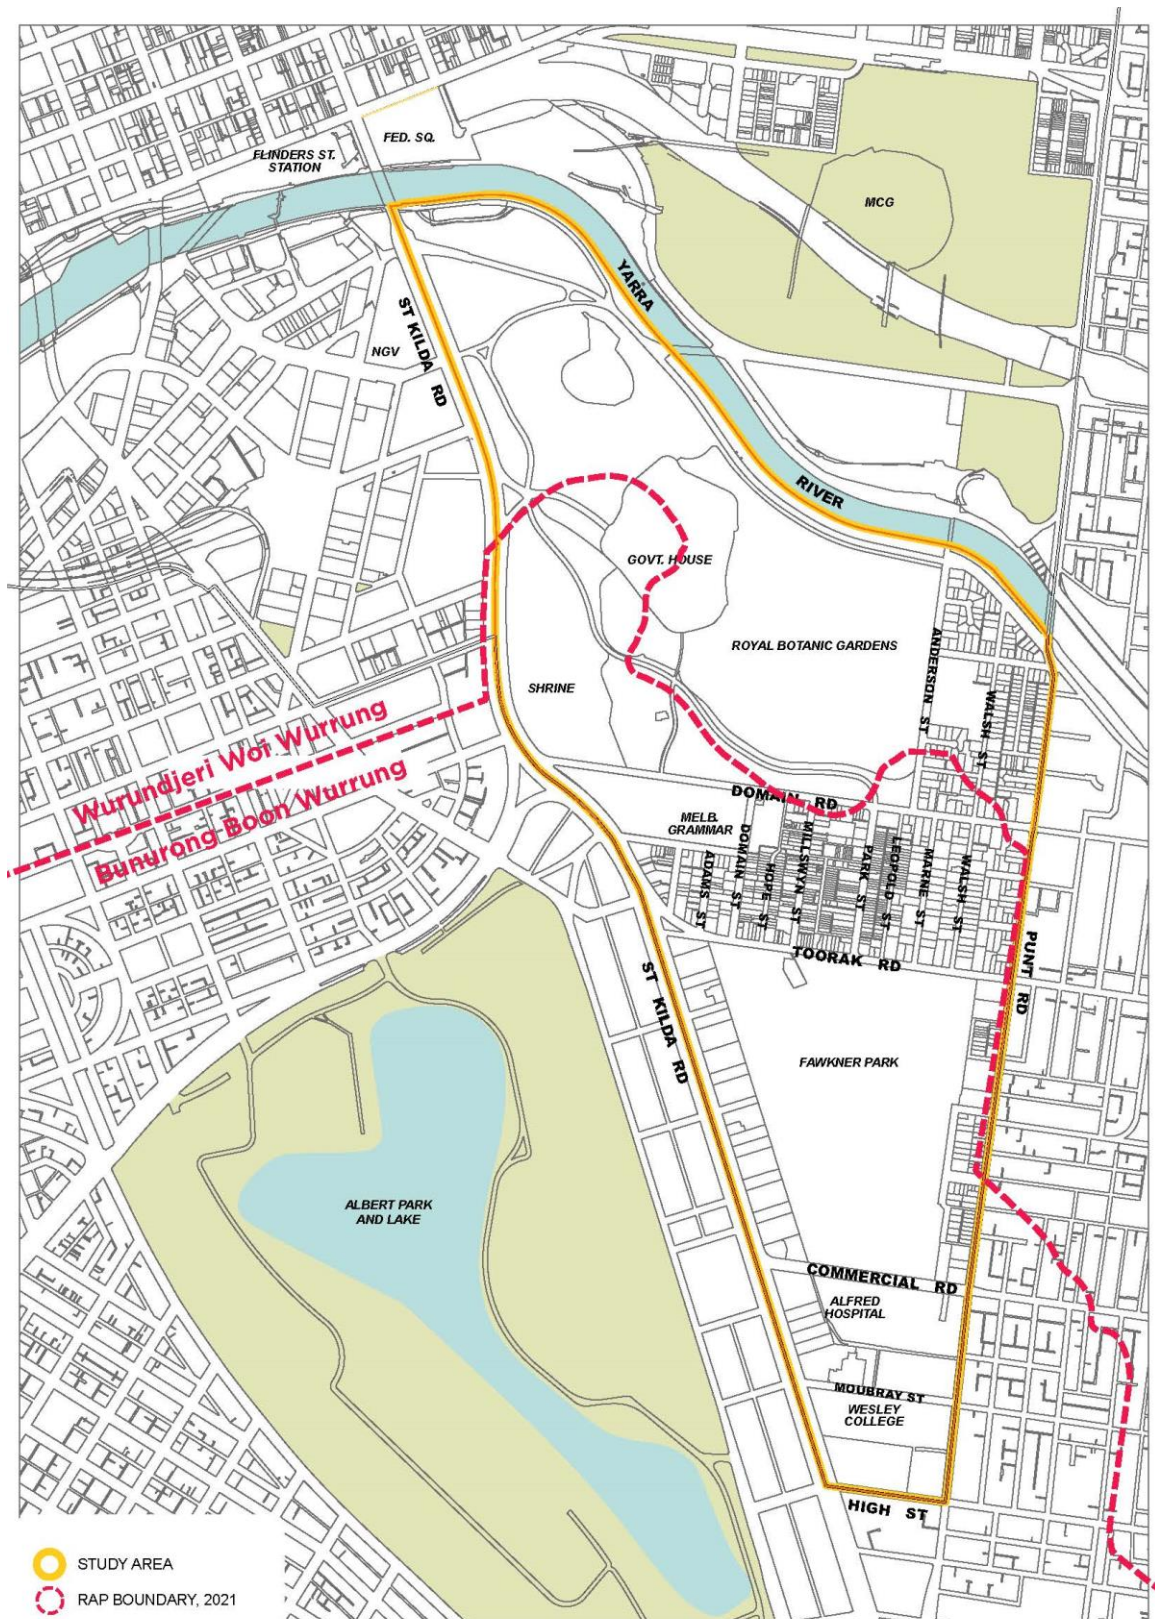 FED. SQ.
FLINDERS ST.
STATION
MCG
YARRA
ST KILDA RD
NGV
RIVER
GOVT. HOUSE
ROYAL BOTANIC GARDENS
ANDERSON ST
WALSH ST
SHRINE
Wurundjeri Woi Wurrung
Bunurong Boon Wurrung
DOMAIN RD
MELB.
GRAMMAR
ADAMS ST
DOMAIN ST
HOPE ST
MILLSWYN ST
PARK ST
LEOPOLD ST
MARNE ST
WALSH ST
TOORAK RD
PUNT RD
ST KILDA RD
FAWKNER PARK
ALBERT PARK
AND LAKE
COMMERCIAL RD
ALFRED
HOSPITAL
MOUBRAY ST
WESLEY
COLLEGE
HIGH ST
STUDY AREA
RAP BOUNDARY, 2021